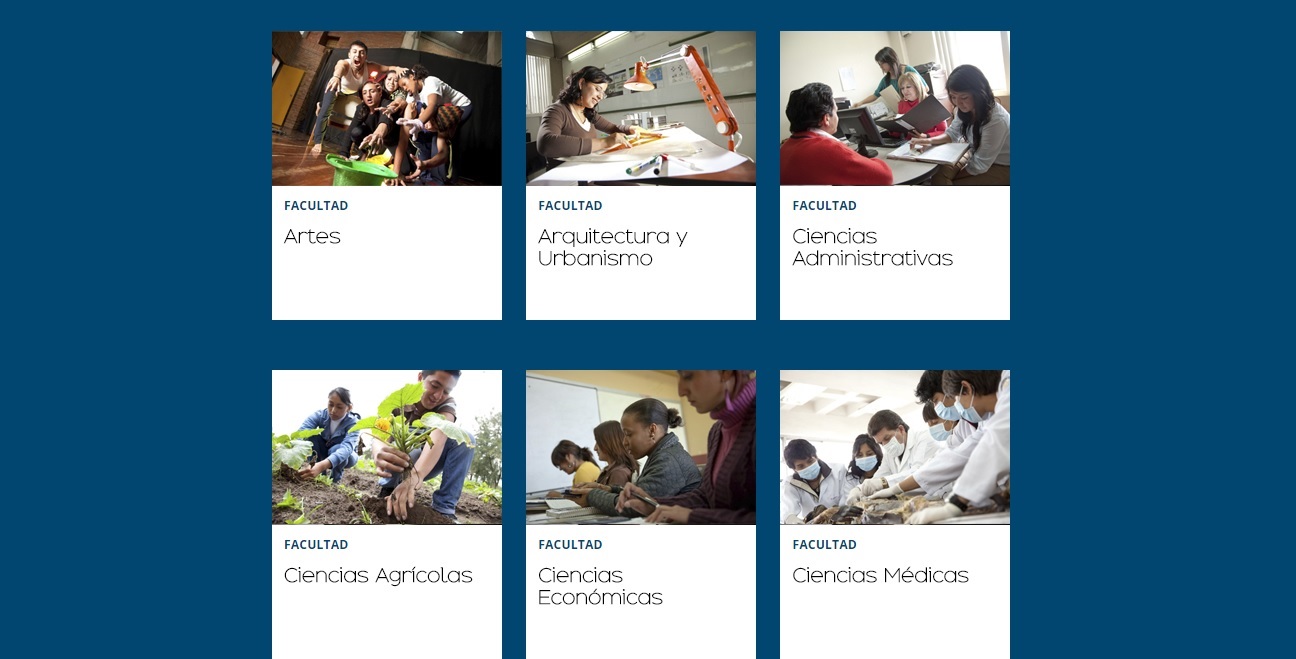 FACULTAD
Artes
FACULTAD
Arquitectura y
Urbanismo
FACULTAD
Ciencias
Administrativas
FACULTAD
Ciencias Agrícolas
FACULTAD
Ciencias
Económicas
FACULTAD
Ciencias Médicas